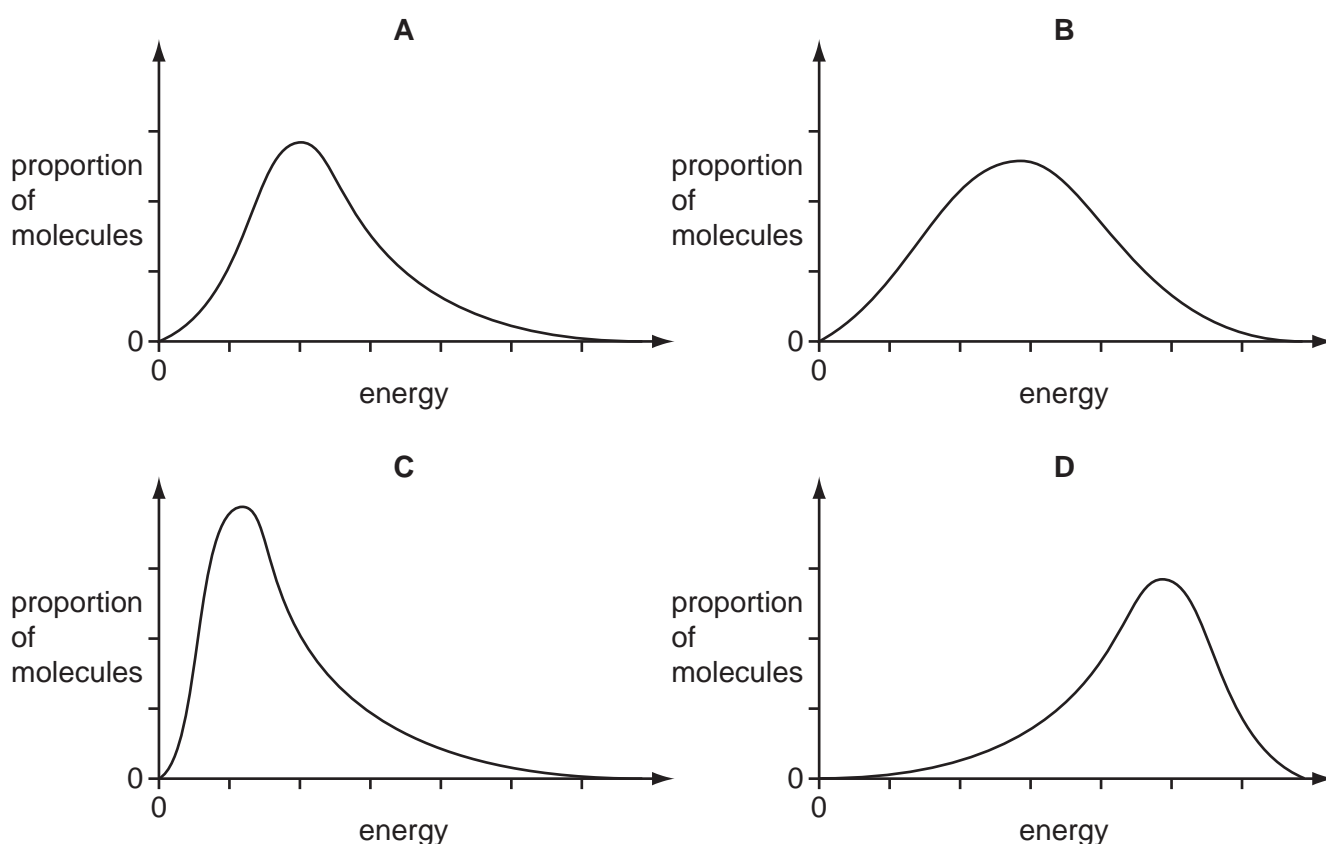 A
proportion
of
molecules
0
0
energy
B
proportion
of
molecules
0
0
energy
C
proportion
of
molecules
0
0
energy
D
proportion
of
molecules
0
0
energy